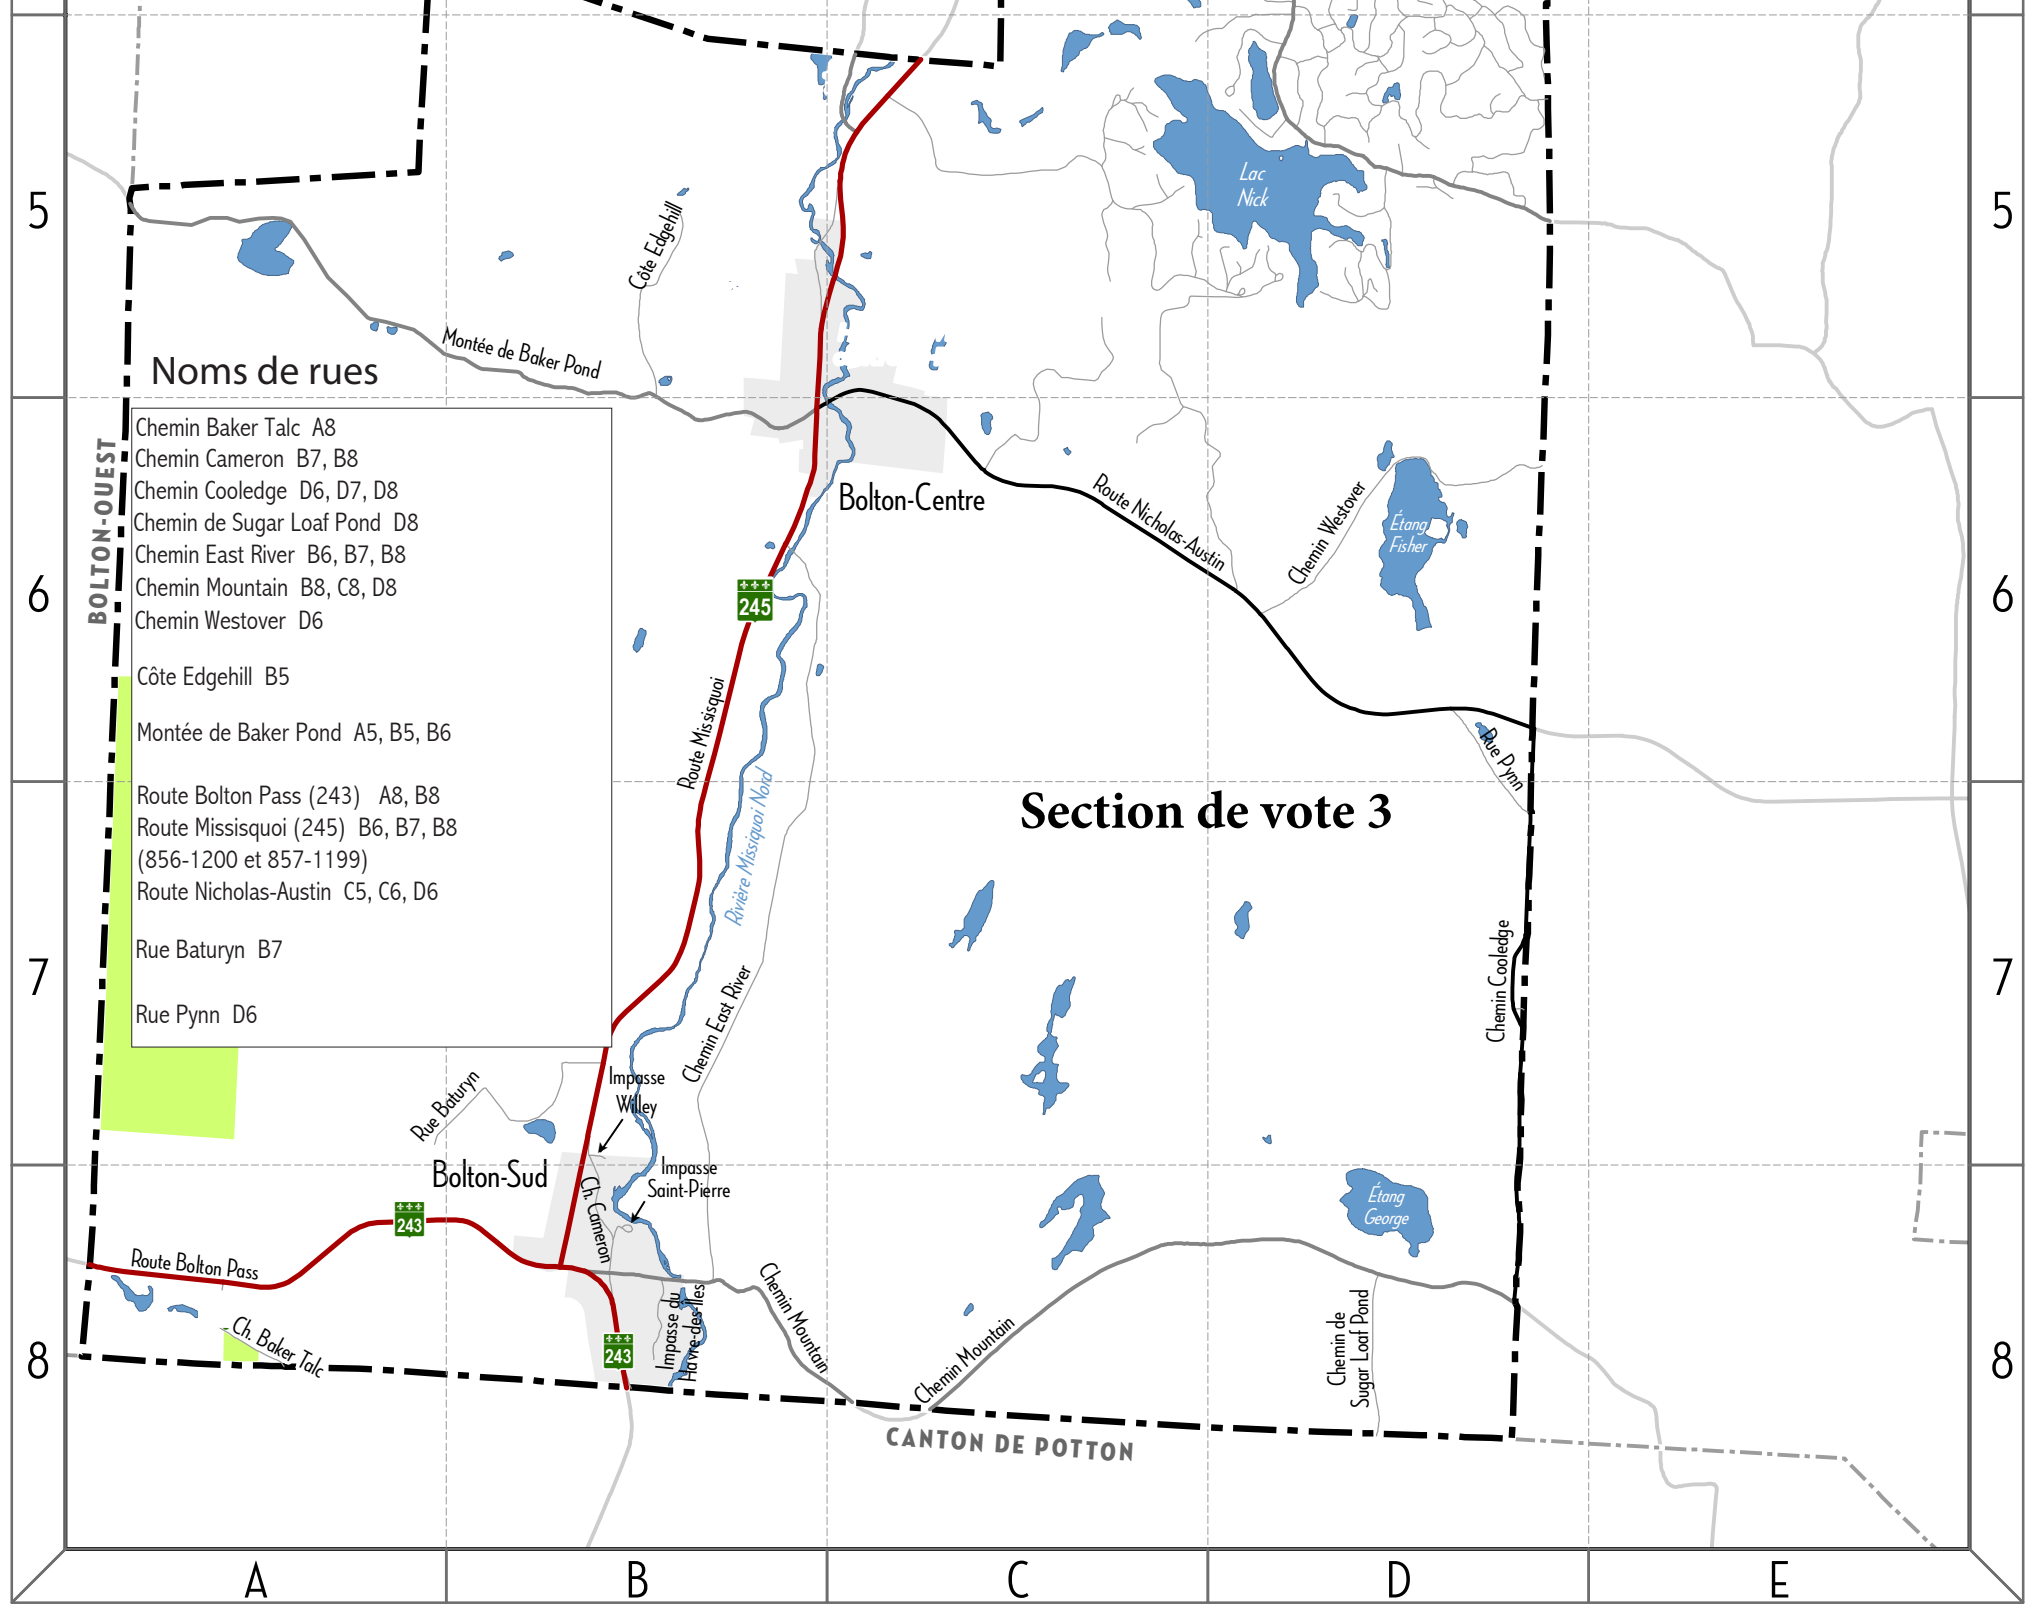 5
5
Lac
Nick
Côte Edgehill
Montée de Baker Pond
Noms de rues
Chemin Baker Talc A8
Chemin Cameron B7, B8
Chemin Cooledge D6, D7, D8
Chemin de Sugar Loaf Pond D8
Chemin East River B6, B7, B8
Chemin Mountain B8, C8, D8
Chemin Westover D6
Côte Edgehill B5
Montée de Baker Pond A5, B5, B6
Route Bolton Pass (243) A8, B8
Route Missisquoi (245) B6, B7, B8
(856-1200 et 857-1199)
Route Nicholas-Austin C5, C6, D6
Rue Baturyn B7
Rue Pynn D6
BOLTON-OUEST
Bolton-Centre
Route Nicholas-Austin
Chemin Westover
Étang
Fisher
6
6
245
Route Missisquoi
Rue Pynn
Rivière Missiquoi Nord
Section de vote 3
7
7
Chemin Cooledge
Chemin East River
Impasse
Willey
Rue Baturyn
Bolton-Sud
Impasse
Saint-Pierre
Ch. Cameron
Étang
George
243
Route Bolton Pass
Chemin Mountain
Impasse du
Havre-des-Iles
Chemin Mountain
Chemin de
Sugar Loaf Pond
Ch. Baker Talc
243
8
8
CANTON DE POTTON
A
B
C
D
E